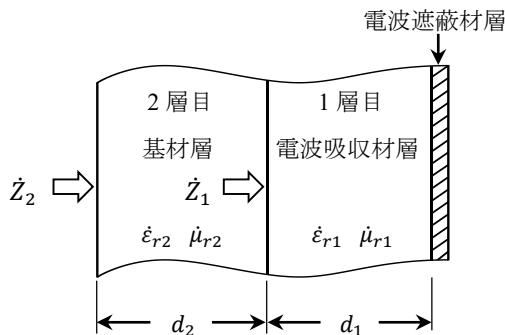 電波遮蔽材層
2 層目
1 層目
基材層
電波吸収材層
Ż₂
Ż₁
ε̇ᵣ₂ μ̇ᵣ₂
ε̇ᵣ₁ μ̇ᵣ₁
d₂
d₁